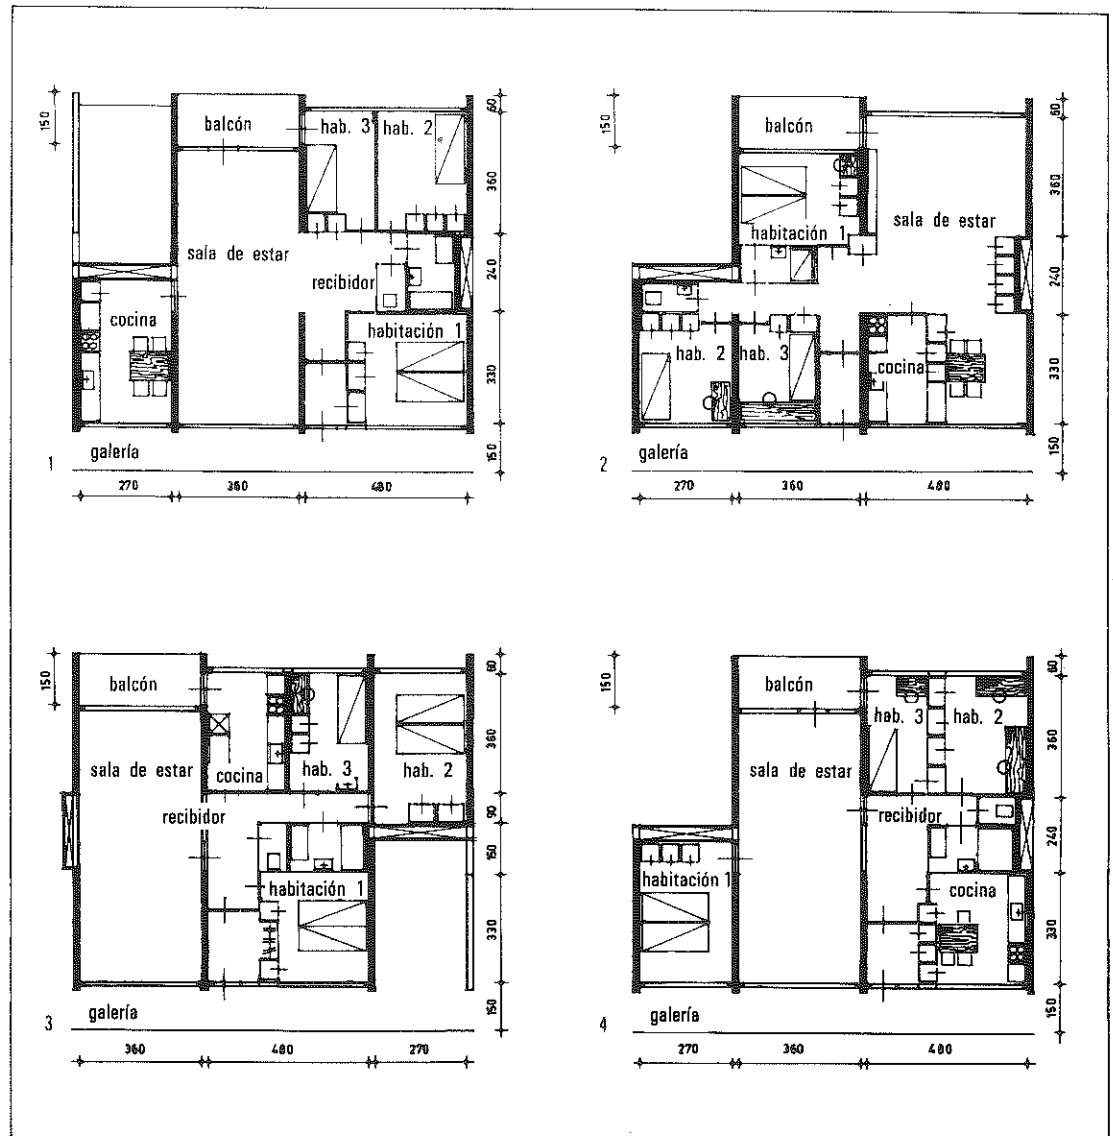 balcón
hab. 3
hab. 2
sala de estar
recibidor
cocina
habitación 1
galería
1
150
60
360
240
330
150
270
360
480
balcón
habitación 1
sala de estar
hab. 2
hab. 3
cocina
galería
2
150
60
360
240
330
150
270
360
480
balcón
sala de estar
cocina
hab. 3
hab. 2
recibidor
habitación 1
galería
3
150
60
360
90
150
330
150
360
480
270
balcón
hab. 3
hab. 2
sala de estar
recibidor
habitación 1
cocina
galería
4
150
60
360
240
330
150
270
360
480